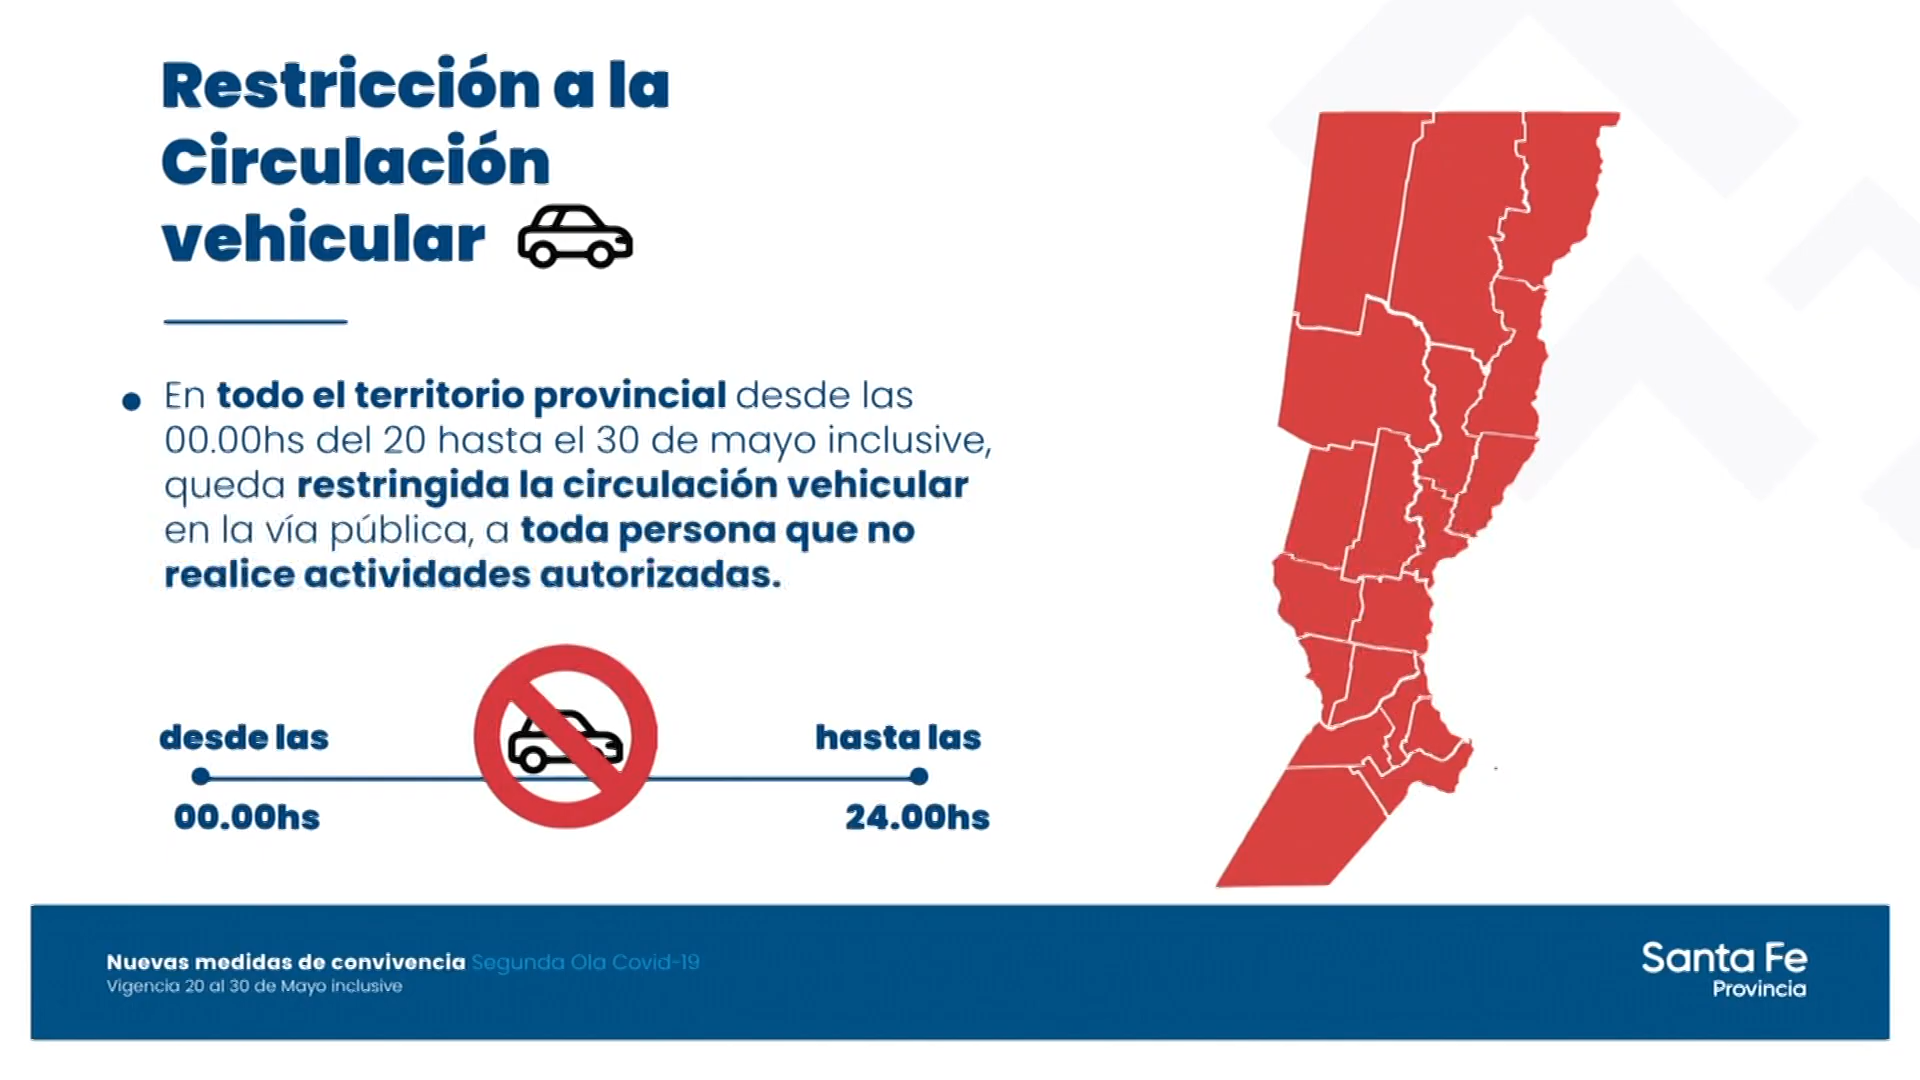 Restricción a la
Circulación
vehicular
En todo el territorio provincial desde las
00.00hs del 20 hasta el 30 de mayo inclusive,
queda restringida la circulación vehicular
en la vía pública, a toda persona que no
realice actividades autorizadas.
desde las
hasta las
00.00hs
24.00hs
Nuevas medidas de convivencia Segunda Ola Covid-19
Vigencia 20 al 30 de Mayo inclusive
Santa Fe
Provincia